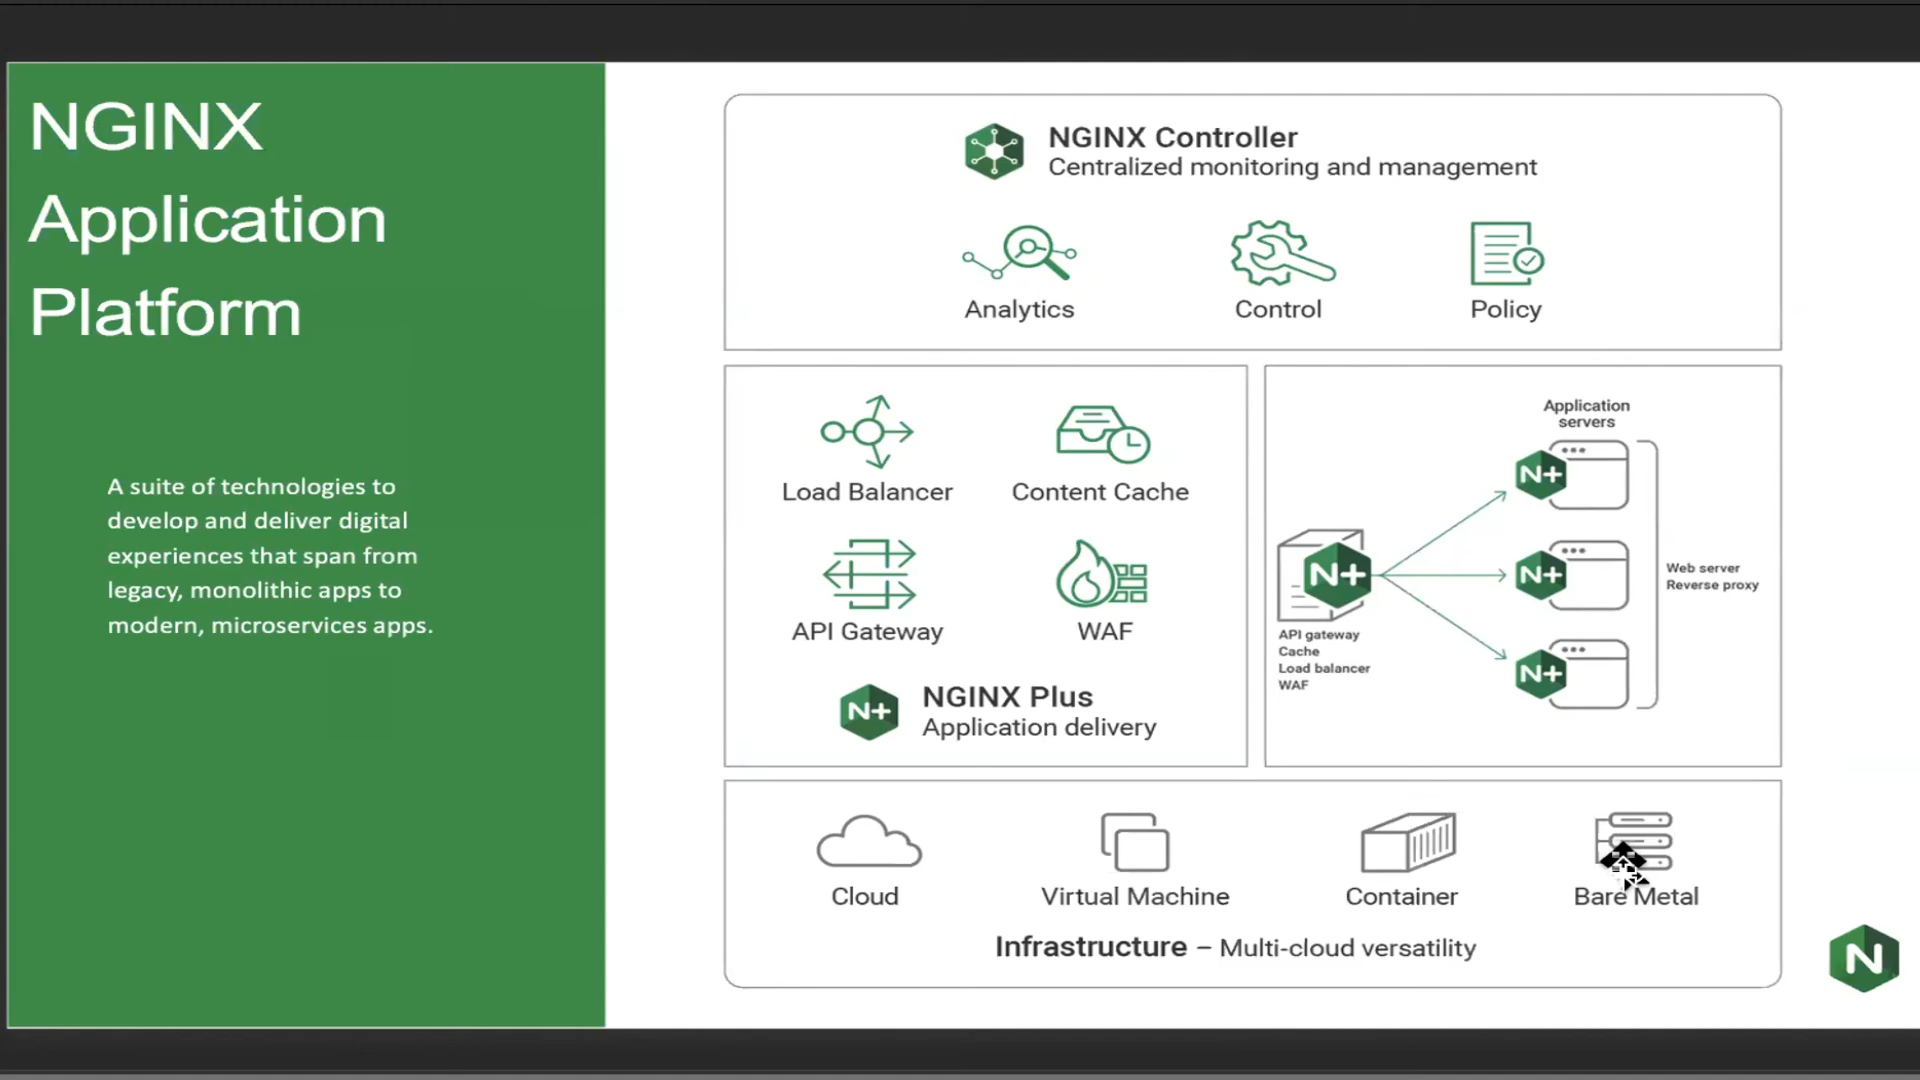 NGINX
Application
Platform
A suite of technologies to
develop and deliver digital
experiences that span from
legacy, monolithic apps to
modern, microservices apps.
NGINX Controller
Centralized monitoring and management
Analytics
Control
Policy
Load Balancer
Content Cache
API Gateway
WAF
N+
NGINX Plus
Application delivery
Application
servers
N+
N+
N+
N+
API gateway
Cache
Load balancer
WAF
Web server
Reverse proxy
Cloud
Virtual Machine
Container
Bare Metal
Infrastructure – Multi-cloud versatility
N